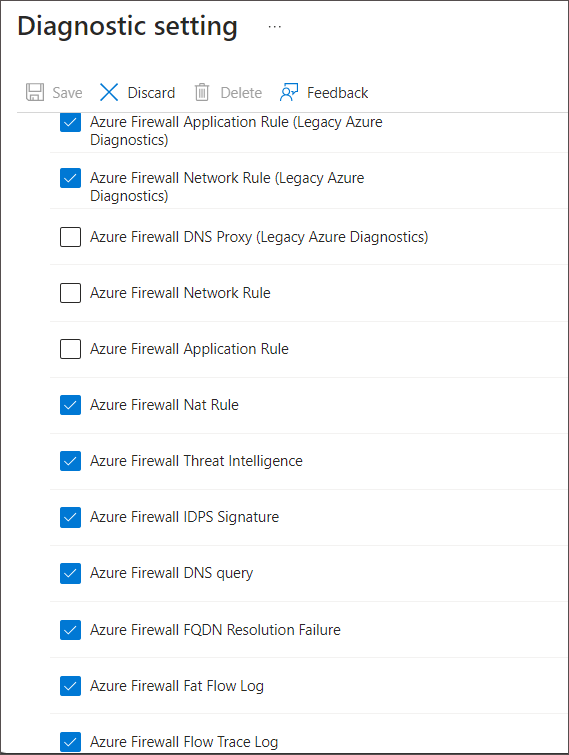 Diagnostic setting ...
Save Discard Delete Feedback
Azure Firewall Application Rule (Legacy Azure
Diagnostics)
Azure Firewall Network Rule (Legacy Azure
Diagnostics)
Azure Firewall DNS Proxy (Legacy Azure Diagnostics)
Azure Firewall Network Rule
Azure Firewall Application Rule
Azure Firewall Nat Rule
Azure Firewall Threat Intelligence
Azure Firewall IDPS Signature
Azure Firewall DNS query
Azure Firewall FQDN Resolution Failure
Azure Firewall Fat Flow Log
Azure Firewall Flow Trace Log